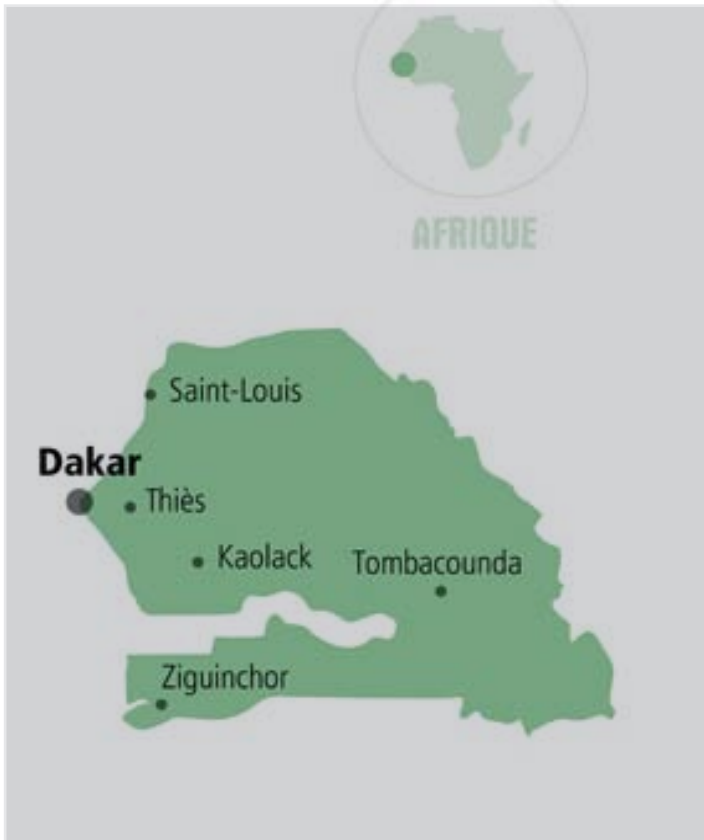 AFRIQUE
Saint-Louis
Dakar
Thiès
Kaolack
Tombacounda
Ziguinchor